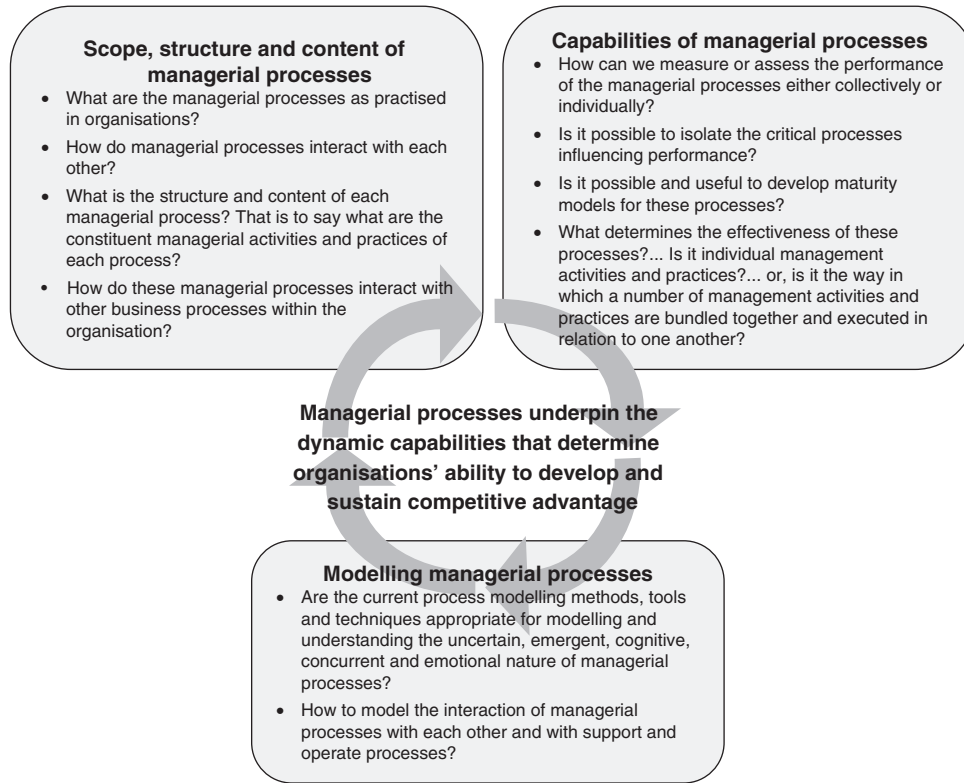 Scope, structure and content of
managerial processes
• What are the managerial processes as practised
in organisations?
• How do managerial processes interact with each
other?
• What is the structure and content of each
managerial process? That is to say what are the
constituent managerial activities and practices of
each process?
• How do these managerial processes interact with
other business processes within the
organisation?
Capabilities of managerial processes
• How can we measure or assess the performance
of the managerial processes either collectively or
individually?
• Is it possible to isolate the critical processes
influencing performance?
• Is it possible and useful to develop maturity
models for these processes?
• What determines the effectiveness of these
processes?... Is it individual management
activities and practices?... or, is it the way in
which a number of management activities and
practices are bundled together and executed in
relation to one another?
Managerial processes underpin the
dynamic capabilities that determine
organisations’ ability to develop and
sustain competitive advantage
Modelling managerial processes
• Are the current process modelling methods, tools
and techniques appropriate for modelling and
understanding the uncertain, emergent, cognitive,
concurrent and emotional nature of managerial
processes?
• How to model the interaction of managerial
processes with each other and with support and
operate processes?